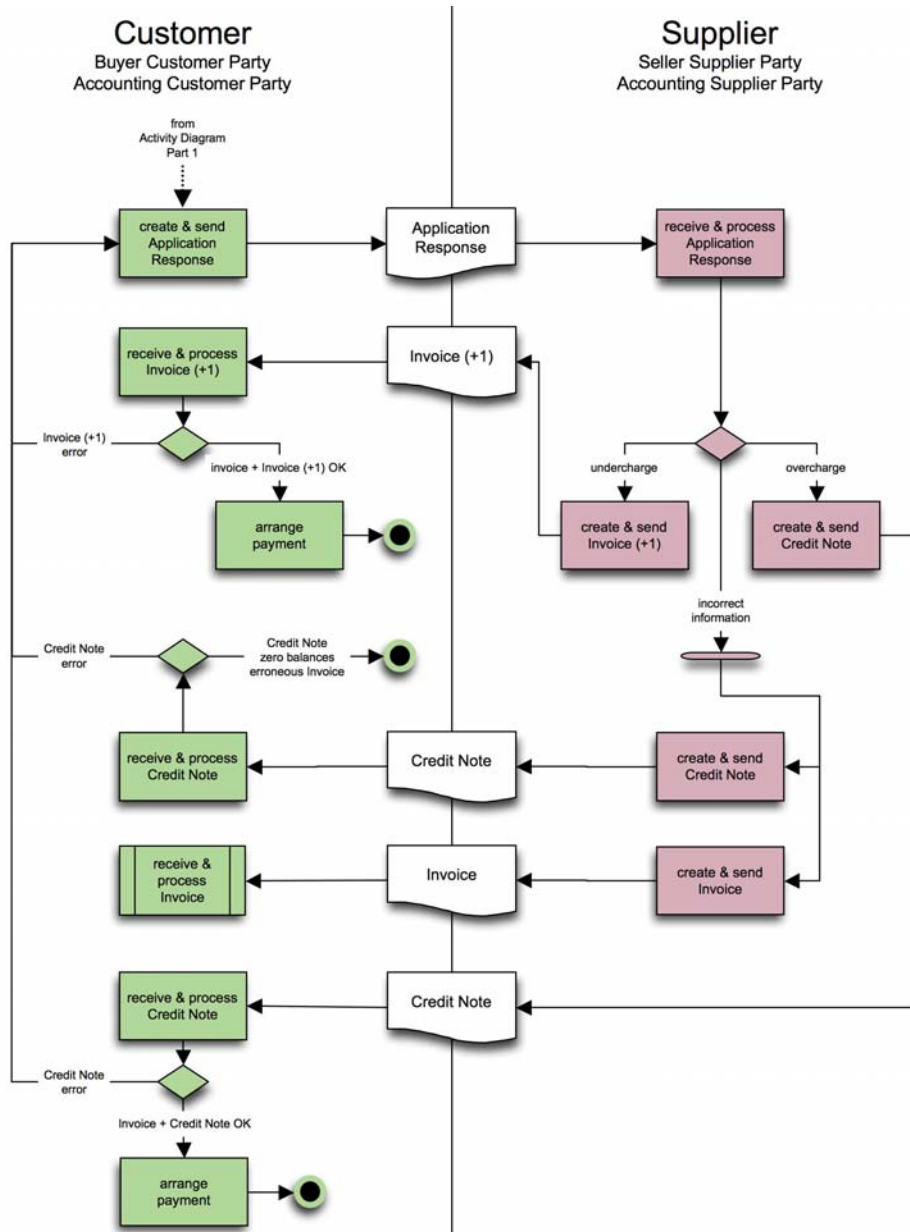 Customer
Buyer Customer Party
Accounting Customer Party
Supplier
Seller Supplier Party
Accounting Supplier Party
from
Activity Diagram
Part 1
create & send
Application
Response
Application
Response
receive & process
Application
Response
receive & process
Invoice (+1)
Invoice (+1)
Invoice (+1)
error
invoice + Invoice (+1) OK
undercharge
overcharge
arrange
payment
create & send
Invoice (+1)
create & send
Credit Note
incorrect
information
Credit Note
error
Credit Note
zero balances
erroneous Invoice
receive & process
Credit Note
Credit Note
create & send
Credit Note
receive &
process
Invoice
Invoice
create & send
Invoice
receive & process
Credit Note
Credit Note
Credit Note
error
Invoice + Credit Note OK
arrange
payment